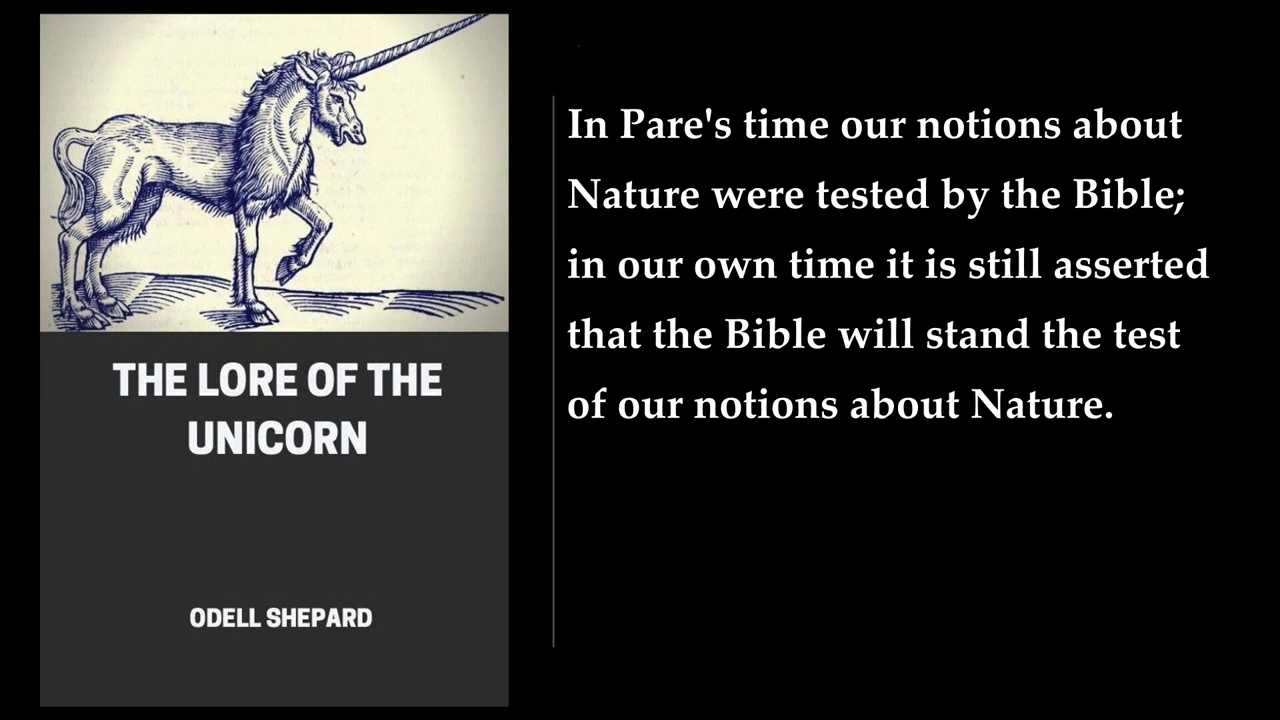 THE LORE OF THE
UNICORN
ODELL SHEPARD
In Pare's time our notions about
Nature were tested by the Bible;
in our own time it is still asserted
that the Bible will stand the test
of our notions about Nature.